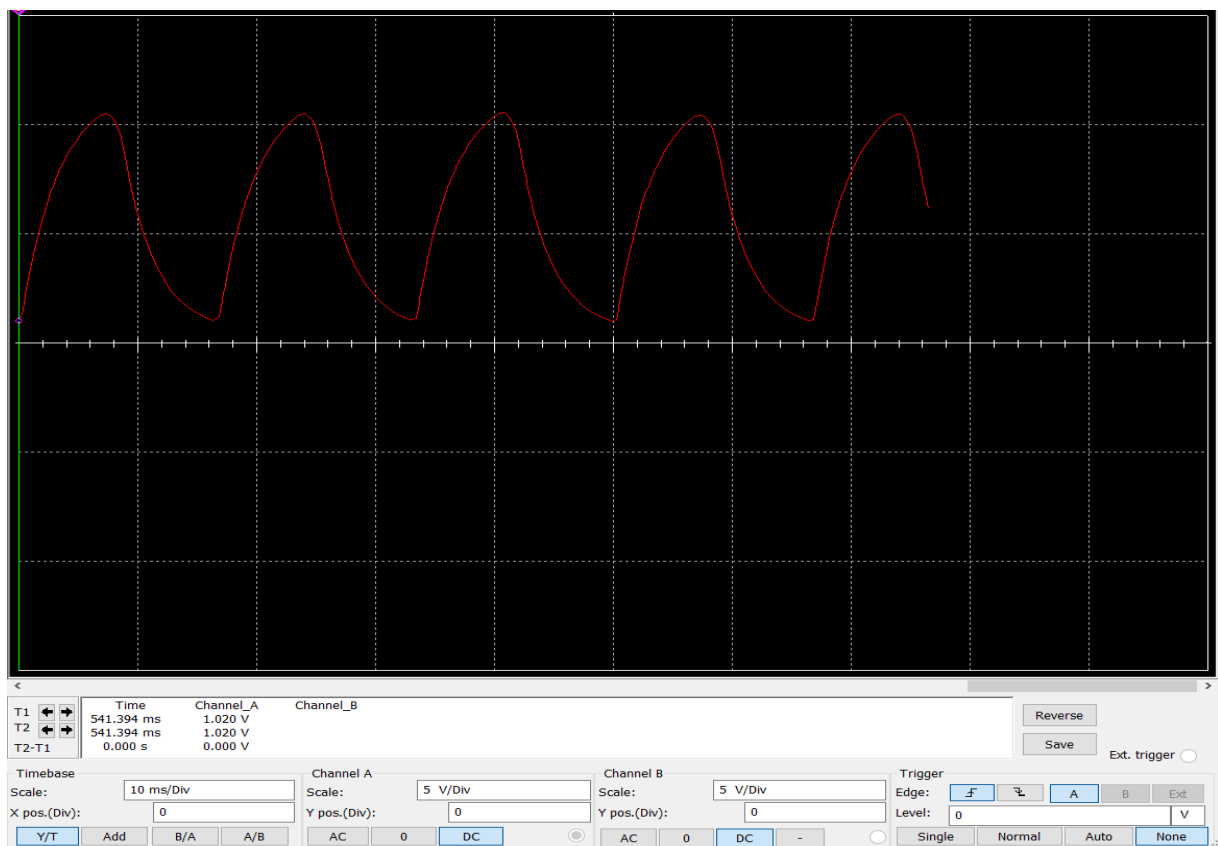 Time Channel_A Channel_B
T1 541.394 ms 1.020 V
T2 541.394 ms 1.020 V
T2-T1 0.000 s 0.000 V
Reverse
Save
Ext. trigger
Timebase
Scale: 10 ms/Div
X pos.(Div): 0
Y/T Add B/A A/B
Channel A
Scale: 5 V/Div
Y pos.(Div): 0
AC 0 DC
Channel B
Scale: 5 V/Div
Y pos.(Div): 0
AC 0 DC -
Trigger
Edge: A B Ext
Level: 0 V
Single Normal Auto None